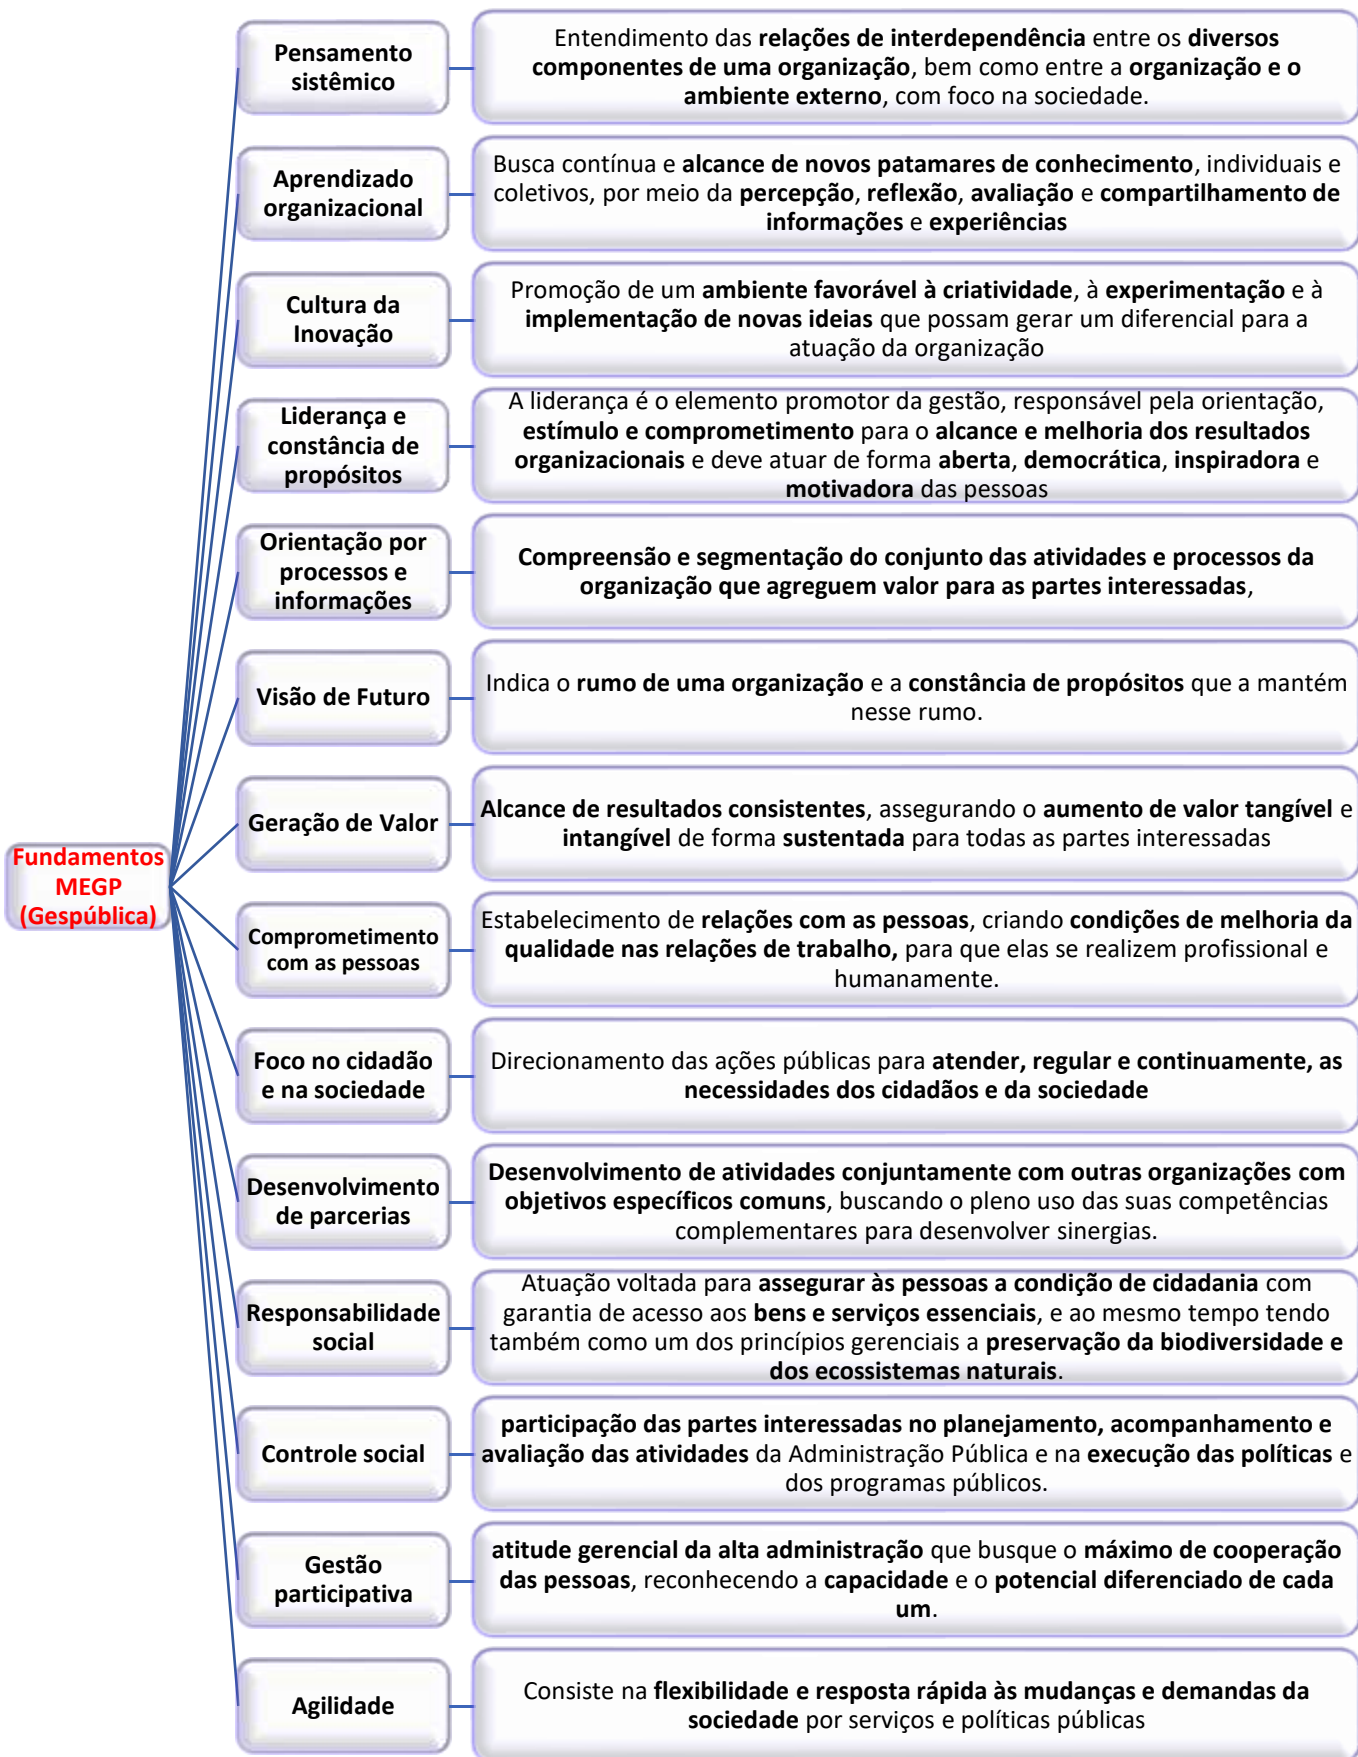 Pensamento
sistêmico
Entendimento das relações de interdependência entre os diversos
componentes de uma organização, bem como entre a organização e o
ambiente externo, com foco na sociedade.
Aprendizado
organizacional
Busca contínua e alcance de novos patamares de conhecimento, individuais e
coletivos, por meio da percepção, reflexão, avaliação e compartilhamento de
informações e experiências
Cultura da
Inovação
Promoção de um ambiente favorável à criatividade, à experimentação e à
implementação de novas ideias que possam gerar um diferencial para a
atuação da organização
Liderança e
constância de
propósitos
A liderança é o elemento promotor da gestão, responsável pela orientação,
estímulo e comprometimento para o alcance e melhoria dos resultados
organizacionais e deve atuar de forma aberta, democrática, inspiradora e
motivadora das pessoas
Orientação por
processos e
informações
Compreensão e segmentação do conjunto das atividades e processos da
organização que agreguem valor para as partes interessadas,
Visão de Futuro
Indica o rumo de uma organização e a constância de propósitos que a mantém
nesse rumo.
Geração de Valor
Alcance de resultados consistentes, assegurando o aumento de valor tangível e
intangível de forma sustentada para todas as partes interessadas
Fundamentos
MEGP
(Gespública)
Comprometimento
com as pessoas
Estabelecimento de relações com as pessoas, criando condições de melhoria da
qualidade nas relações de trabalho, para que elas se realizem profissional e
humanamente.
Foco no cidadão
e na sociedade
Direcionamento das ações públicas para atender, regular e continuamente, as
necessidades dos cidadãos e da sociedade
Desenvolvimento
de parcerias
Desenvolvimento de atividades conjuntamente com outras organizações com
objetivos específicos comuns, buscando o pleno uso das suas competências
complementares para desenvolver sinergias.
Responsabilidade
social
Atuação voltada para assegurar às pessoas a condição de cidadania com
garantia de acesso aos bens e serviços essenciais, e ao mesmo tempo tendo
também como um dos princípios gerenciais a preservação da biodiversidade e
dos ecossistemas naturais.
Controle social
participação das partes interessadas no planejamento, acompanhamento e
avaliação das atividades da Administração Pública e na execução das políticas e
dos programas públicos.
Gestão
participativa
atitude gerencial da alta administração que busque o máximo de cooperação
das pessoas, reconhecendo a capacidade e o potencial diferenciado de cada
um.
Agilidade
Consiste na flexibilidade e resposta rápida às mudanças e demandas da
sociedade por serviços e políticas públicas